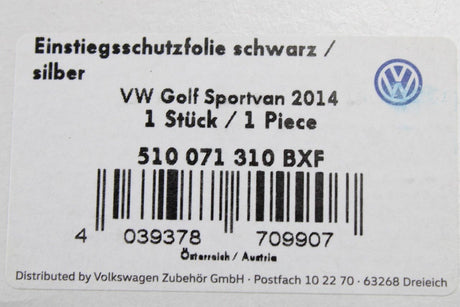 Einstiegsschutzfolie schwarz /
silber
VW Golf Sportvan 2014
1 Stück / 1 Piece
510 071 310 BXF
4 039378 709907
Österreich / Austria
Distributed by Volkswagen Zubehör GmbH · Postfach 10 22 70 · 63268 Dreieich